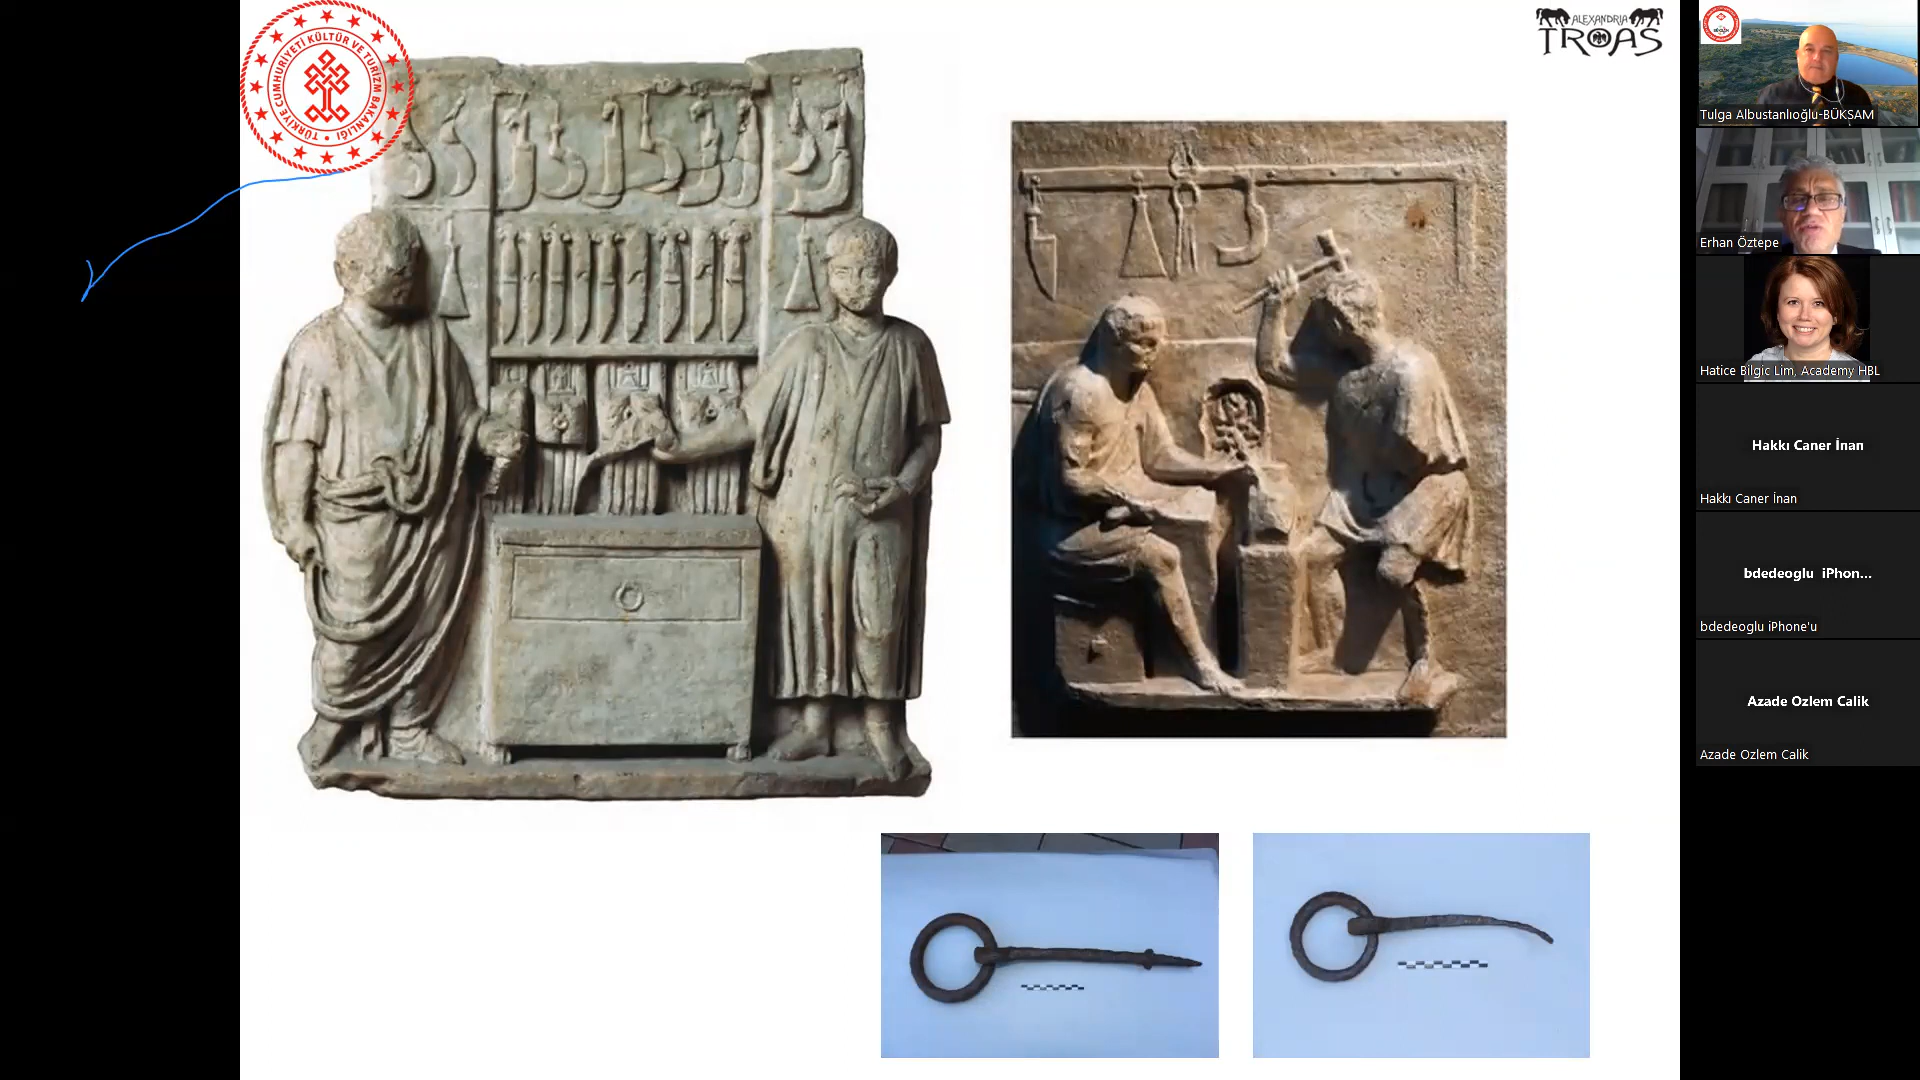 TÜRKİYE CUMHURİYETİ KÜLTÜR VE TURİZM BAKANLIĞI
ALEXANDRIA
TROAS
Tulga Albustanlıoğlu-BÜKSAM
Erhan Öztepe
Hatice Bilgic Lim, Academy HBL
Hakkı Caner İnan
Hakkı Caner İnan
bdedeoglu iPhon...
bdedeoglu iPhone'u
Azade Ozlem Calik
Azade Ozlem Calik